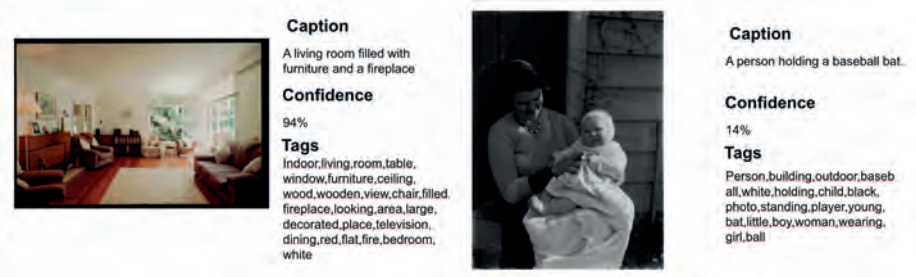 Caption
A living room filled with
furniture and a fireplace
Confidence
94%
Tags
Indoor,living,room,table,
window,furniture,ceiling,
wood,wooden,view,chair,filled.
fireplace,looking,area,large,
decorated,place,television,
dining,red,flat,fire,bedroom,
white
Caption
A person holding a baseball bat.
Confidence
14%
Tags
Person,building,outdoor,baseb
all,white,holding,child,black,
photo,standing,player,young,
bat,little,boy,woman,wearing,
girl,ball